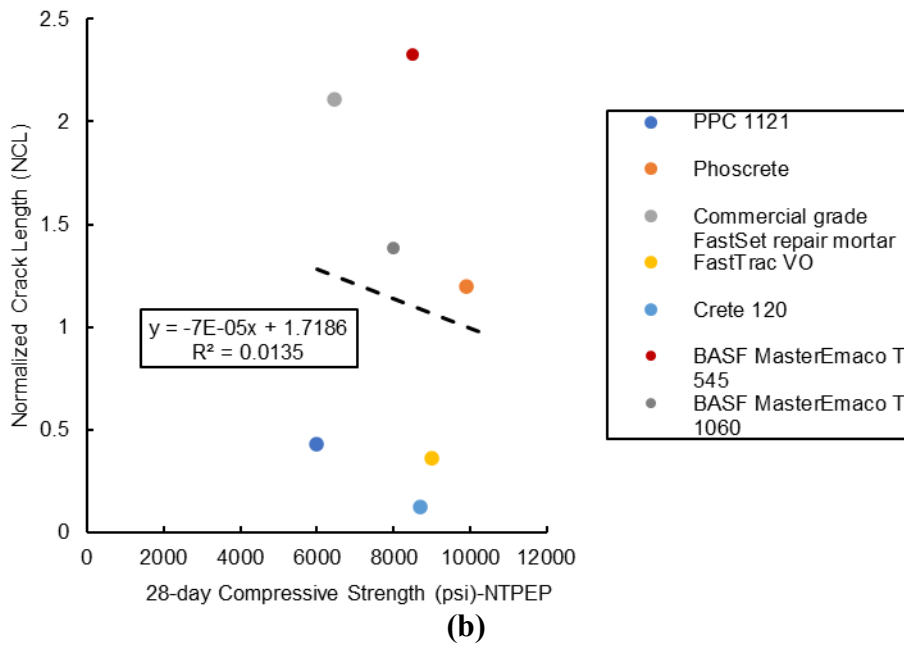 2.5
2
1.5
1
0.5
0
Normalized Crack Length (NCL)
y = -7E-05x + 1.7186
R² = 0.0135
0 2000 4000 6000 8000 10000 12000
28-day Compressive Strength (psi)-NTPEP
PPC 1121
Phoscrete
Commercial grade
FastSet repair mortar
FastTrac VO
Crete 120
BASF MasterEmaco T
545
BASF MasterEmaco T
1060
(b)